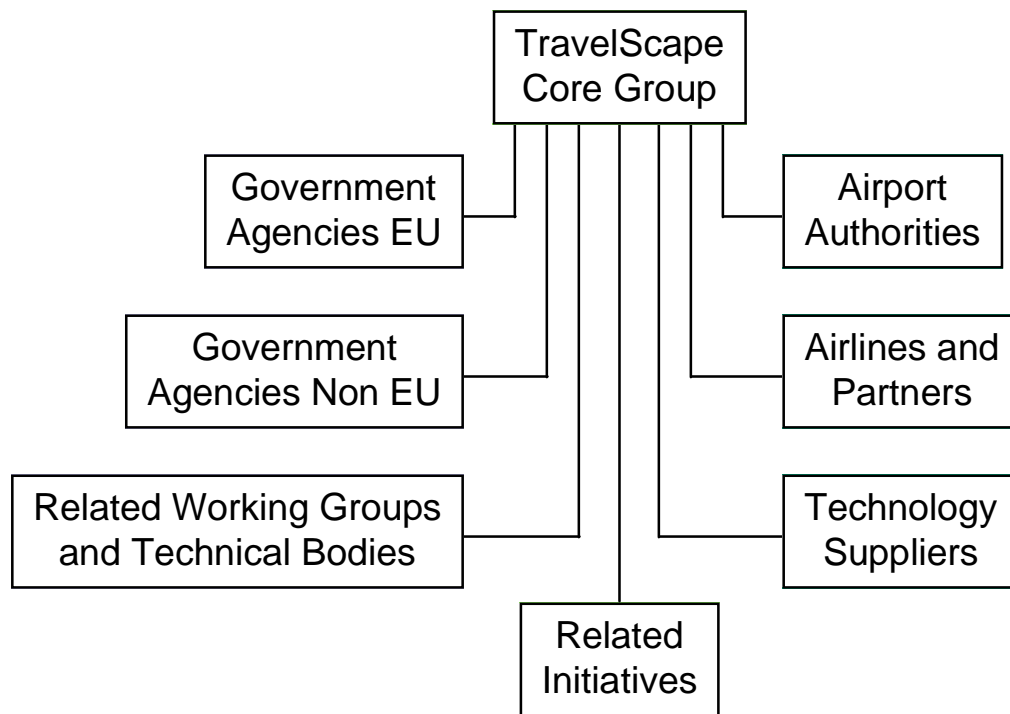 TravelScape
Core Group
Government
Agencies EU
Airport
Authorities
Government
Agencies Non EU
Airlines and
Partners
Related Working Groups
and Technical Bodies
Technology
Suppliers
Related
Initiatives